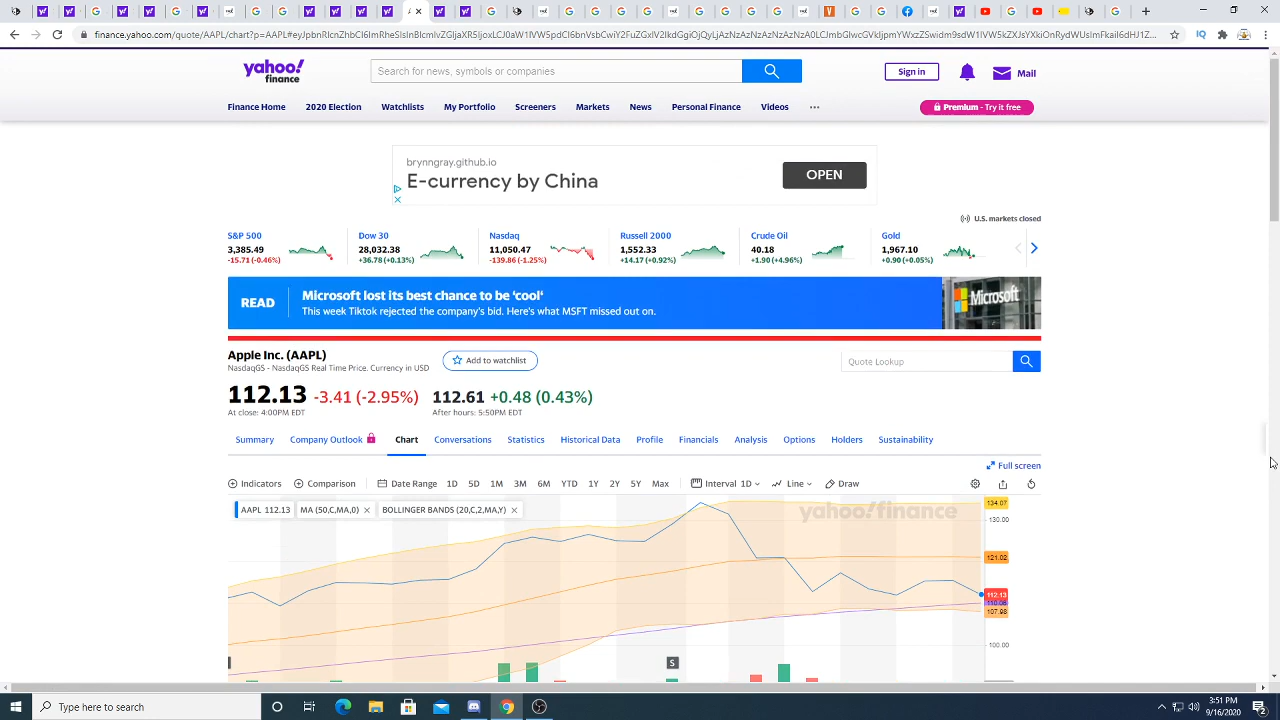 finance.yahoo.com/quote/AAPL/chart?p=AAPL#
yahoo!
finance
Search for news, symbols or companies
Sign in
Mail
Finance Home 2020 Election Watchlists My Portfolio Screeners Markets News Personal Finance Videos ...
Premium - Try it free
brynngray.github.io
E-currency by China
OPEN
U.S. markets closed
S&P 500
3,385.49
-15.71 (-0.46%)
Dow 30
28,032.38
+36.78 (+0.13%)
Nasdaq
11,050.47
-139.86 (-1.25%)
Russell 2000
1,552.33
+14.17 (+0.92%)
Crude Oil
40.18
+1.90 (+4.96%)
Gold
1,967.10
+0.90 (+0.05%)
READ
Microsoft lost its best chance to be 'cool'
This week Tiktok rejected the company's bid. Here's what MSFT missed out on.
Microsoft
Apple Inc. (AAPL)
NasdaqGS - NasdaqGS Real Time Price. Currency in USD
Add to watchlist
Quote Lookup
112.13 -3.41 (-2.95%)
At close: 4:00PM EDT
112.61 +0.48 (0.43%)
After hours: 5:50PM EDT
Summary Company Outlook Chart Conversations Statistics Historical Data Profile Financials Analysis Options Holders Sustainability
Full screen
Indicators Comparison Date Range 1D 5D 1M 3M 6M YTD 1Y 2Y 5Y Max Interval 1D Line Draw
AAPL 112.13 MA (50,C,MA,0) BOLLINGER BANDS (20,C,2,MA,Y)
yahoo!finance
134.07
130.00
121.02
112.13
110.06
107.98
100.00
S
Type here to search
3:51 PM
9/16/2020
2